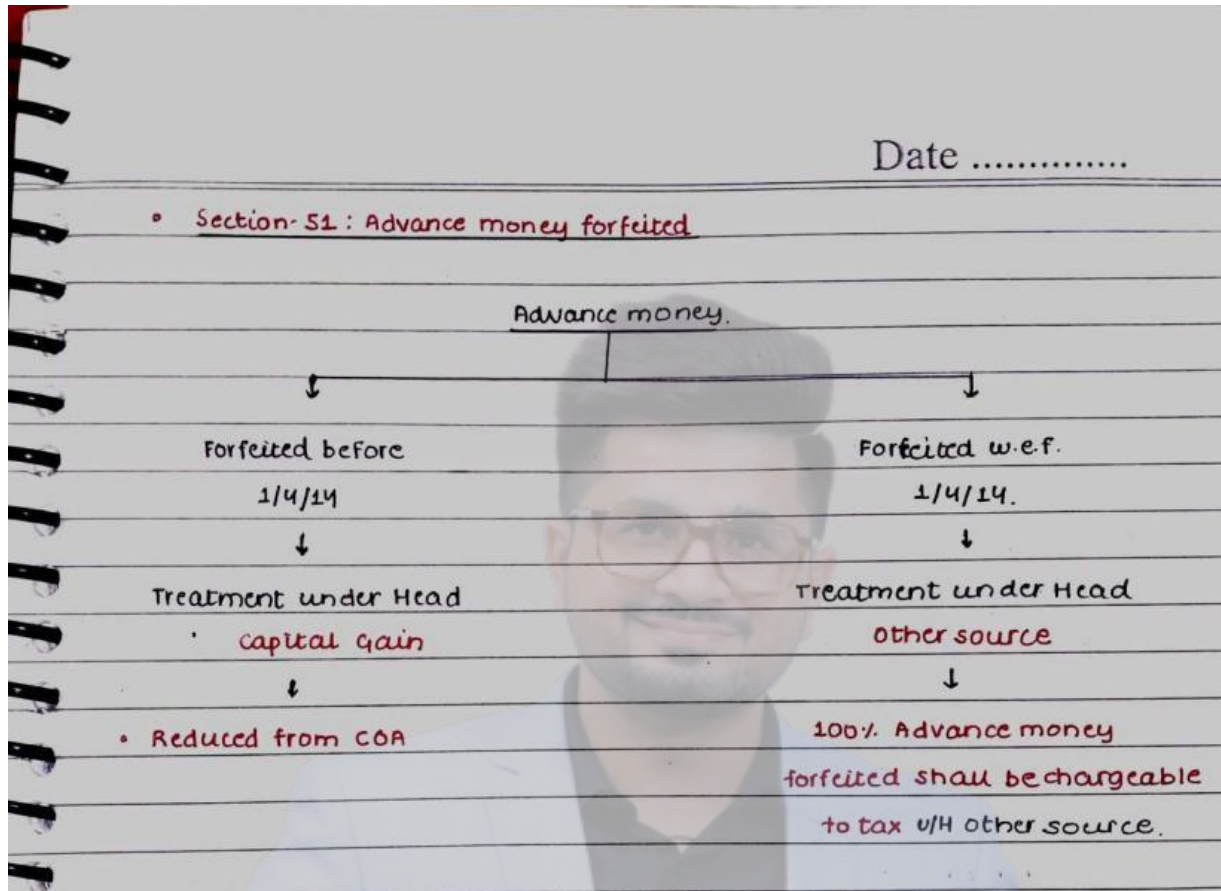 Date ..............
• Section-51 : Advance money forfeited
Advance money.
Forfeited before
Forfeited w.e.f.
1/4/14
1/4/14.
Treatment under Head
Treatment under Head
Capital Gain
Other source
• Reduced from COA
100% Advance money
forfeited shall be chargeable
to tax U/H Other source.